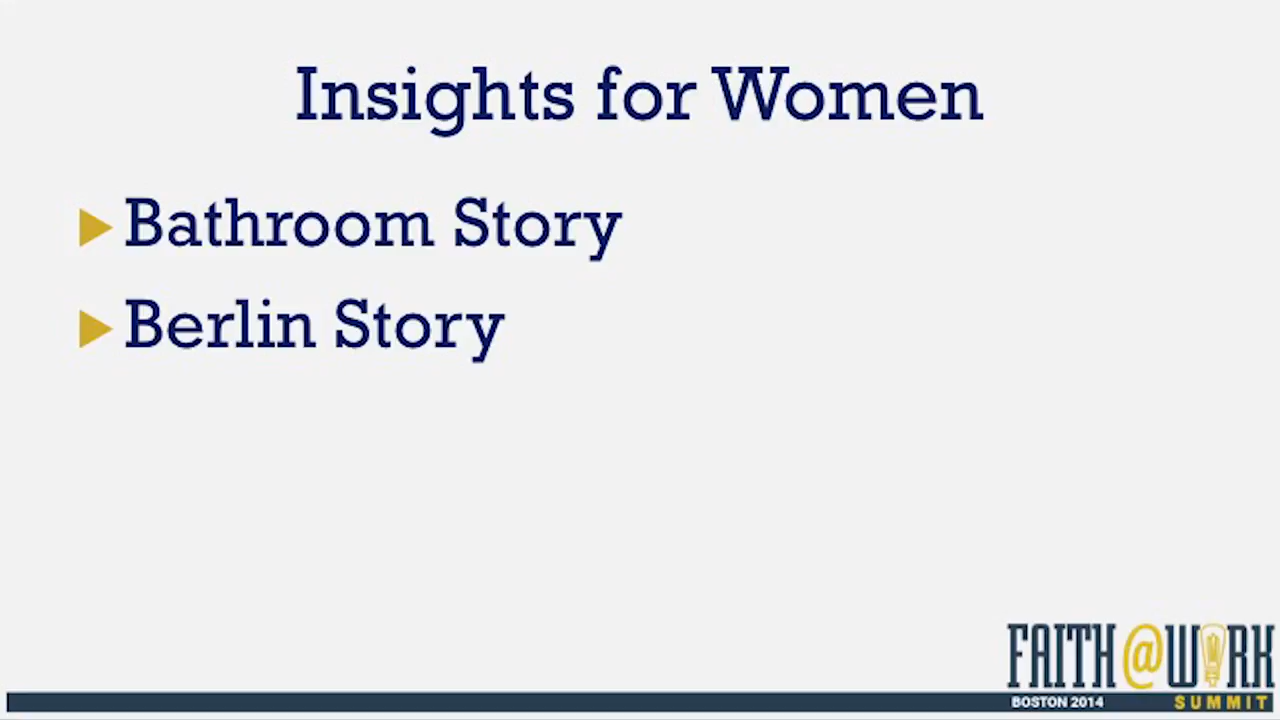 Insights for Women
Bathroom Story
Berlin Story
FAITH@WORK
BOSTON 2014 SUMMIT